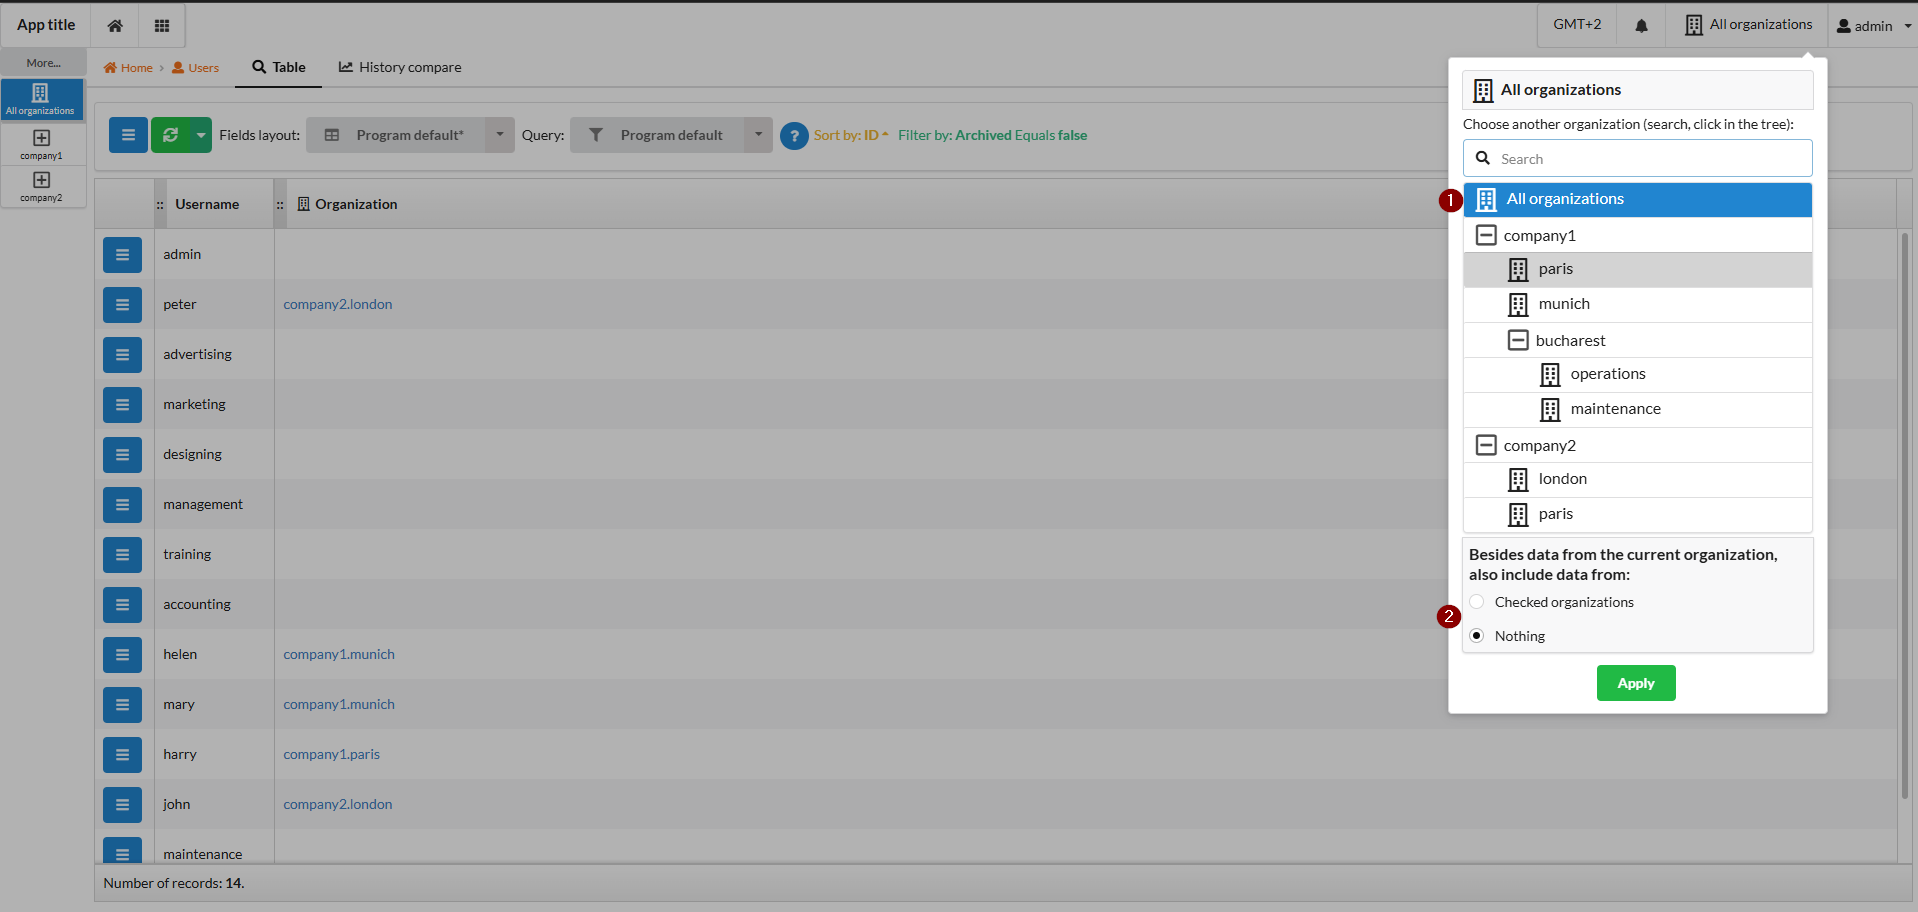 App title
GMT+2
All organizations
admin
More...
Home › Users
Table
History compare
All organizations
company1
company2
Fields layout:
Program default*
Query:
Program default
?
Sort by: ID
Filter by: Archived Equals false
:: Username
:: Organization
admin
peter
company2.london
advertising
marketing
designing
management
training
accounting
helen
company1.munich
mary
company1.munich
harry
company1.paris
john
company2.london
maintenance
Number of records: 14.
All organizations
Choose another organization (search, click in the tree):
Search
1
All organizations
company1
paris
munich
bucharest
operations
maintenance
company2
london
paris
Besides data from the current organization,
also include data from:
Checked organizations
2
Nothing
Apply